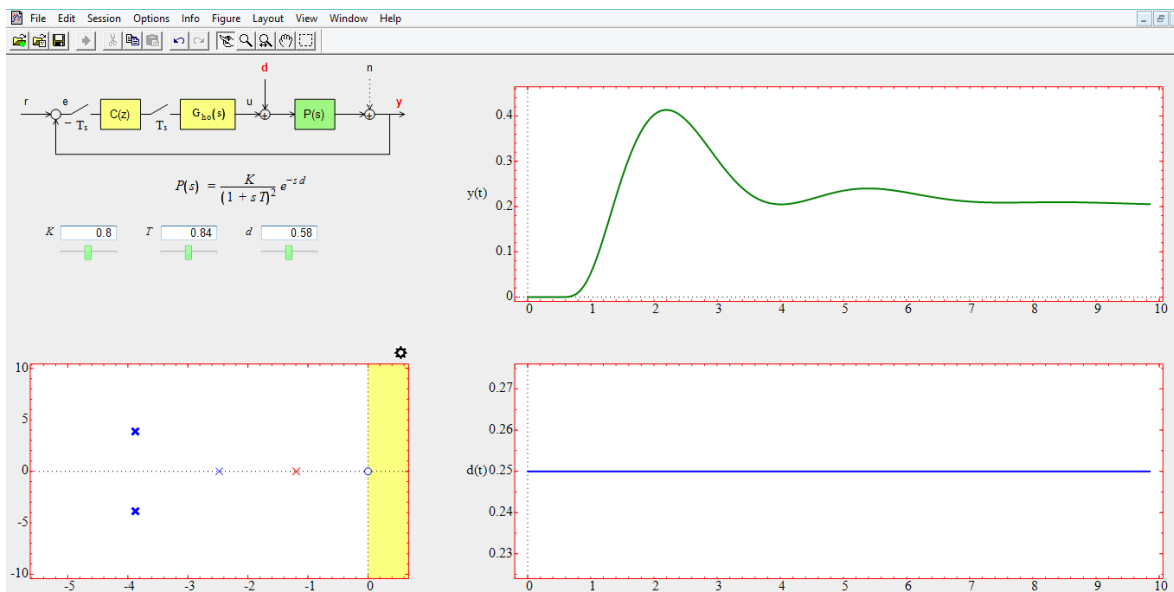 File Edit Session Options Info Figure Layout View Window Help
d n
r e u y
C(z) G_ho(s) P(s)
− T_s T_s + +
P(s) = K / (1 + s T)^2 e^{-s d}
K 0.8 T 0.84 d 0.58
y(t)
0.4
0.3
0.2
0.1
0
0 1 2 3 4 5 6 7 8 9 10
10
5
0
-5
-10
-5 -4 -3 -2 -1 0
d(t)
0.27
0.26
0.25
0.24
0.23
0 1 2 3 4 5 6 7 8 9 10